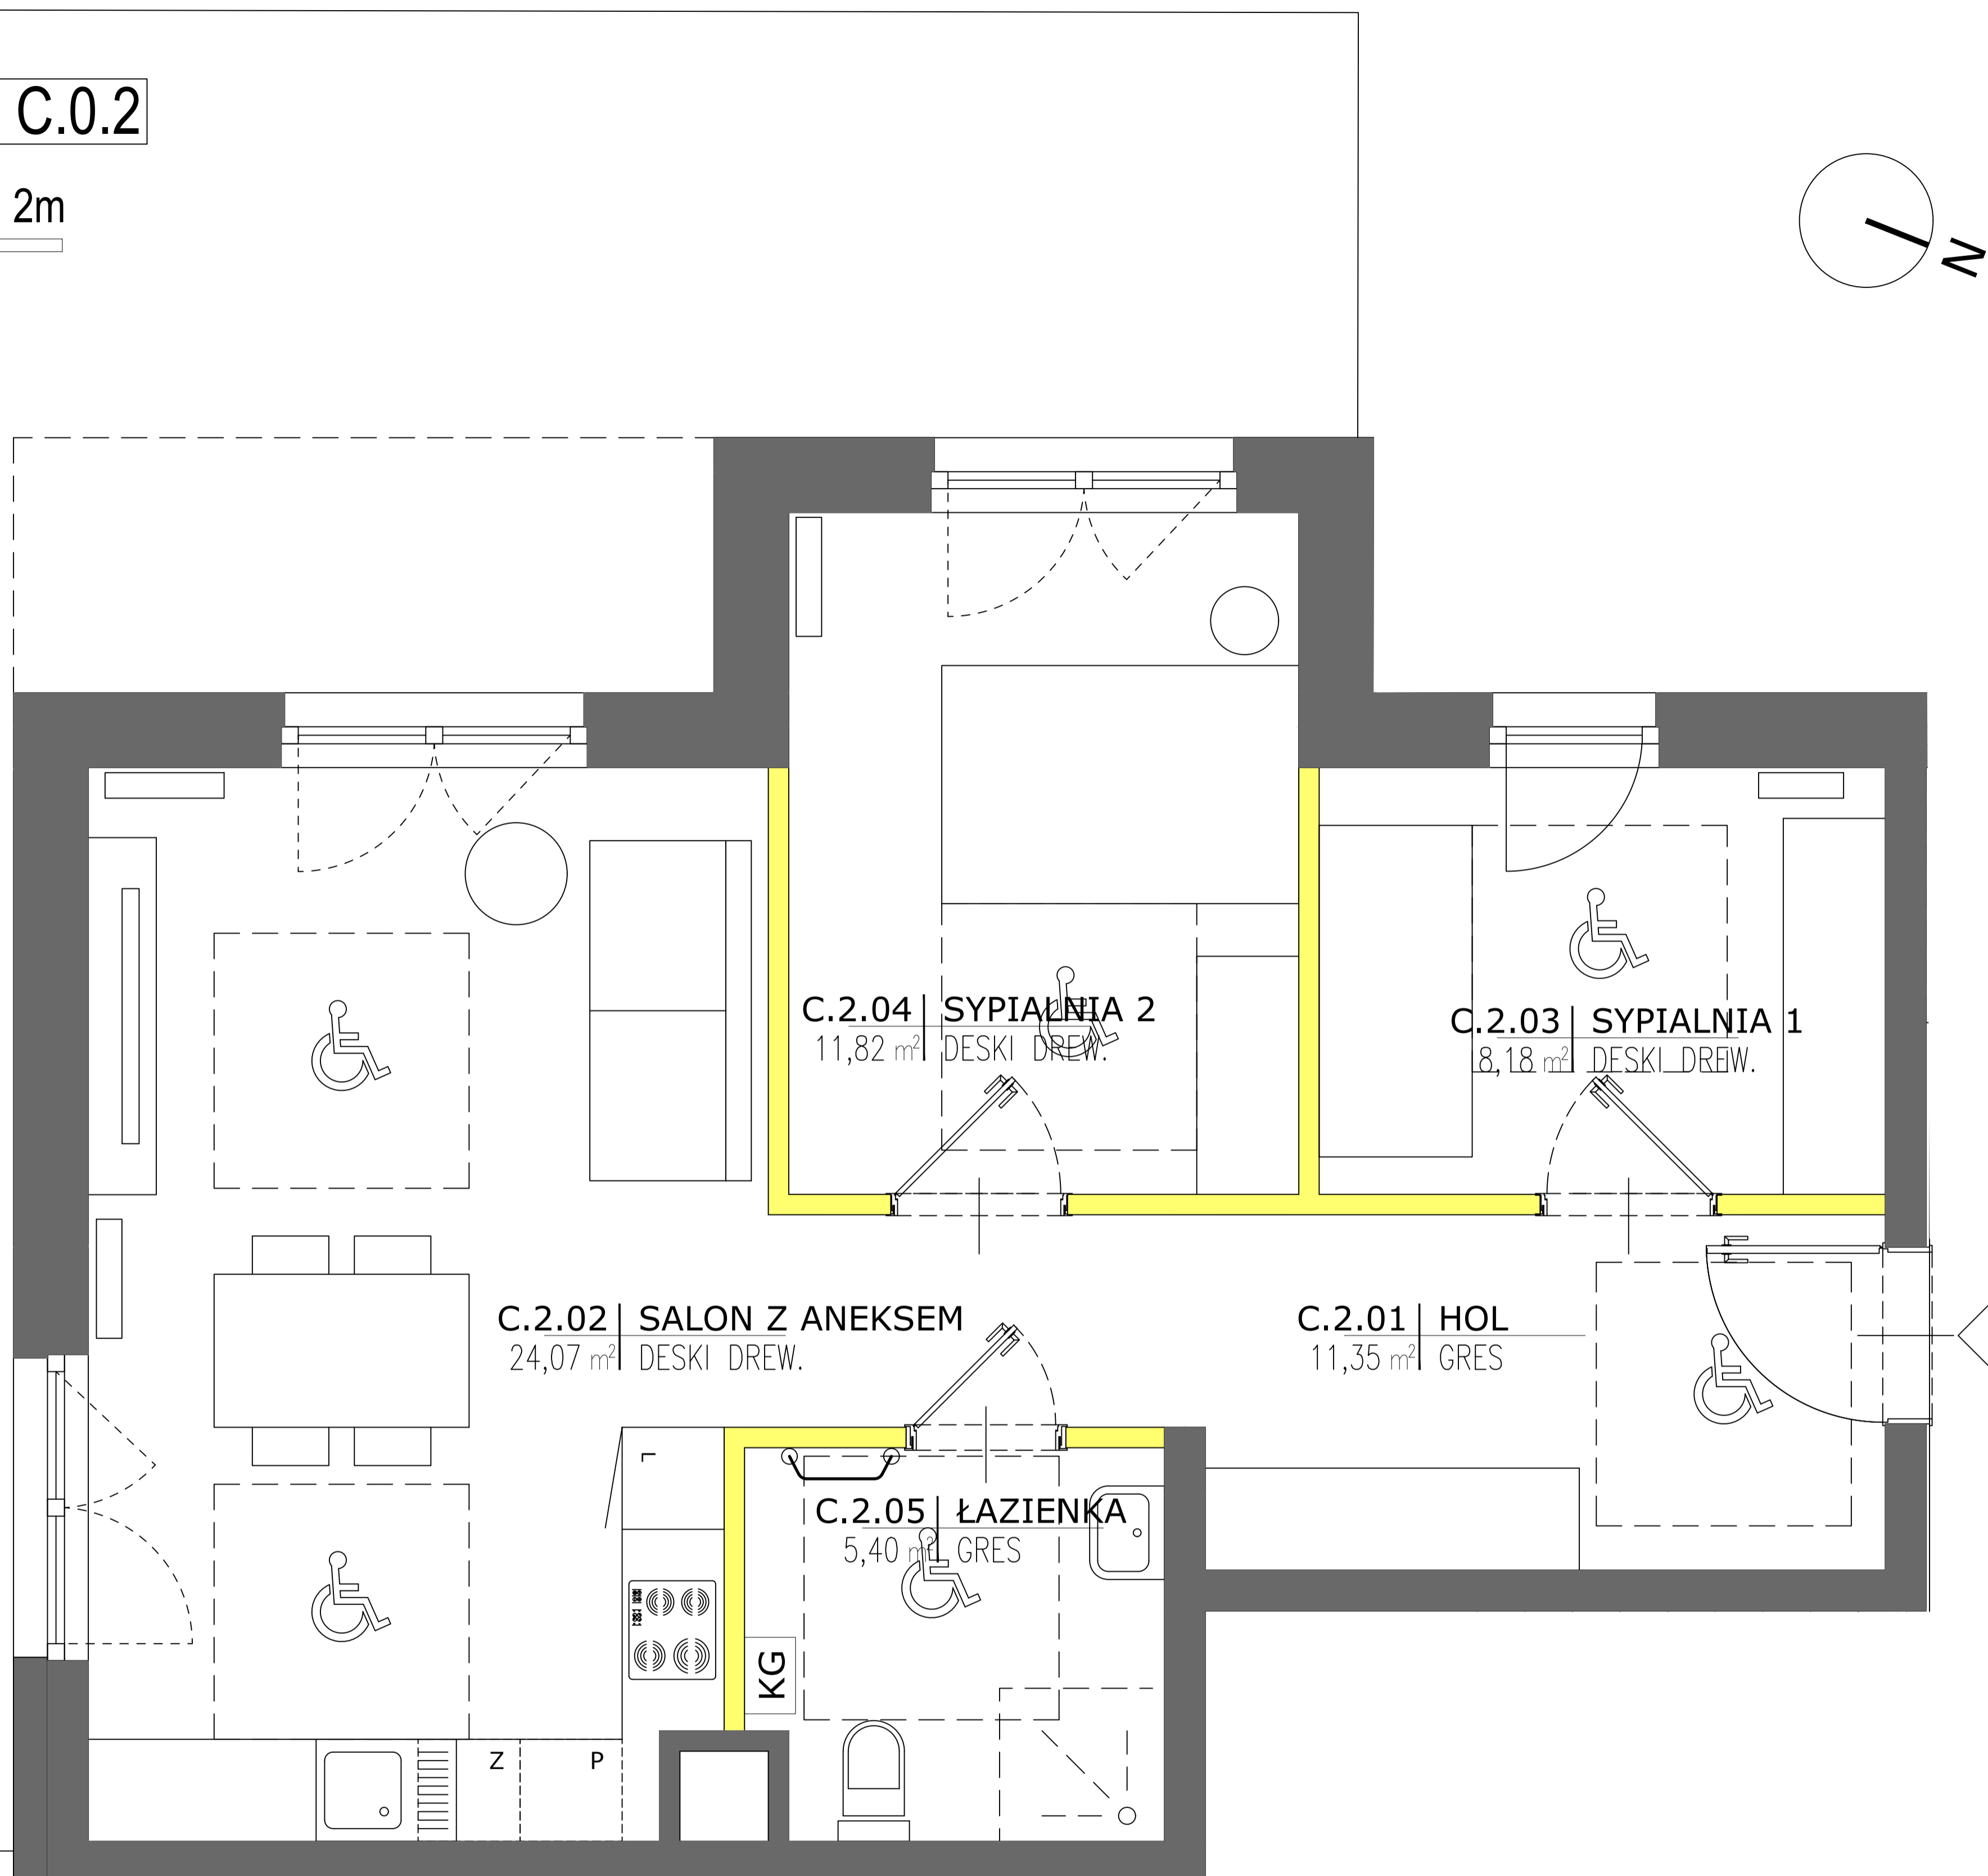 C.0.2
2m
N
C.2.04 SYPIALNIA 2
11,82 m² DESKI DREW.
C.2.03 SYPIALNIA 1
8,18 m² DESKI DREW.
C.2.02 SALON Z ANEKSEM
24,07 m² DESKI DREW.
C.2.01 HOL
11,35 m² GRES
L
C.2.05 ŁAZIENKA
5,40 m² GRES
KG
Z P